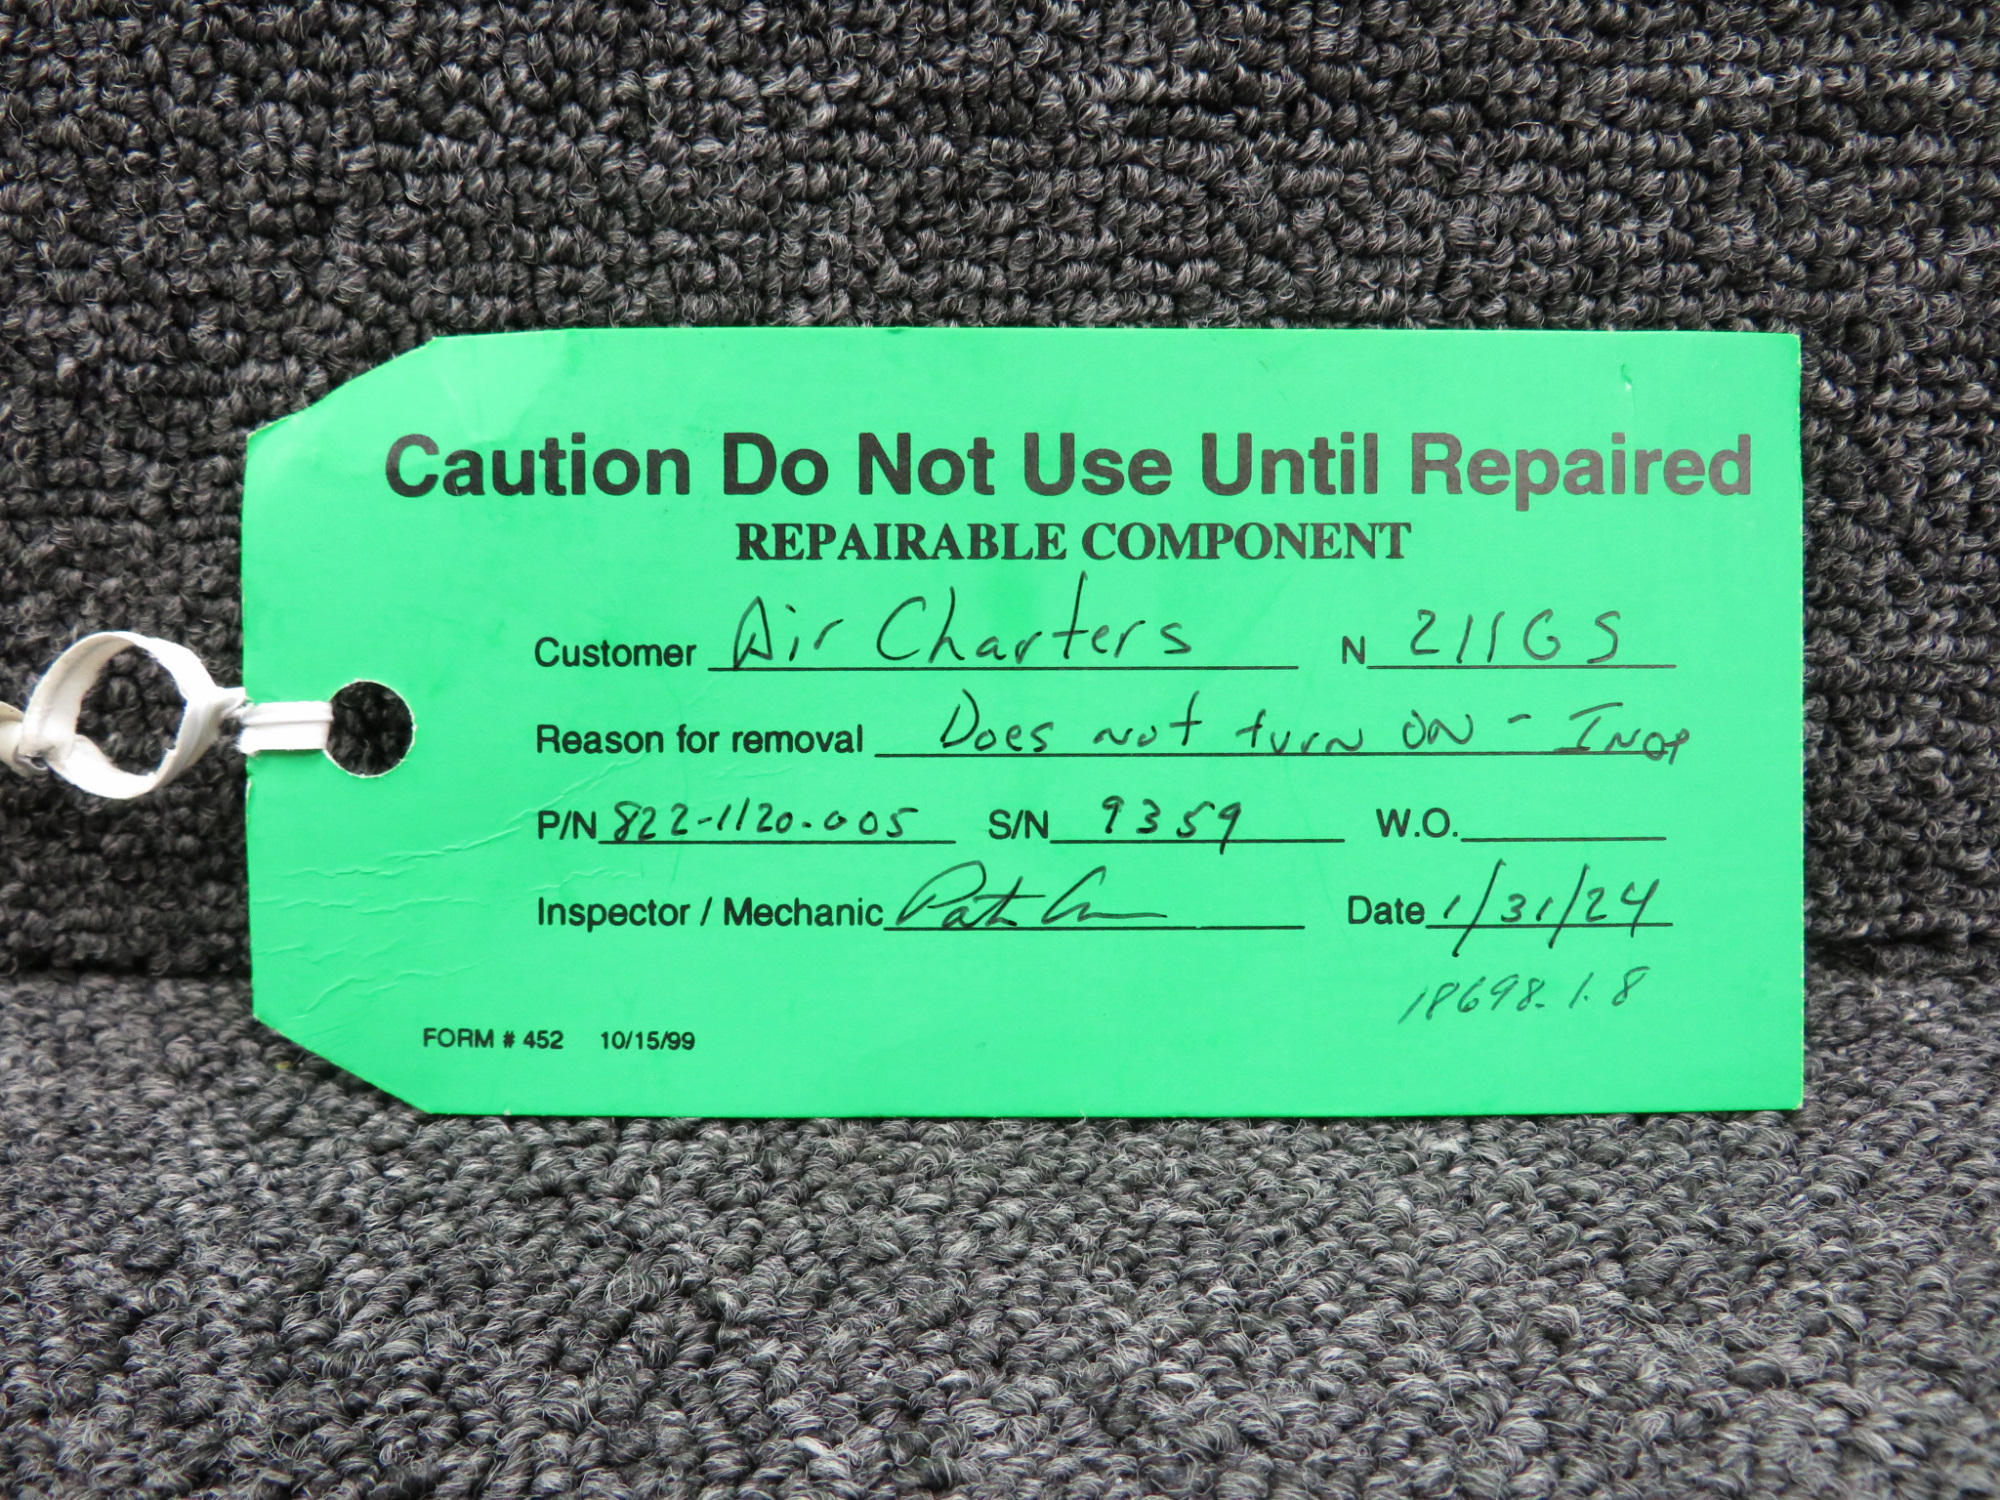 Caution Do Not Use Until Repaired
REPAIRABLE COMPONENT
Customer Air Charters N 211GS
Reason for removal Does not turn on - Inop
P/N 822-1120-005 S/N 9359 W.O.
Inspector / Mechanic Date 1/31/24
18698.1.8
FORM # 452 10/15/99